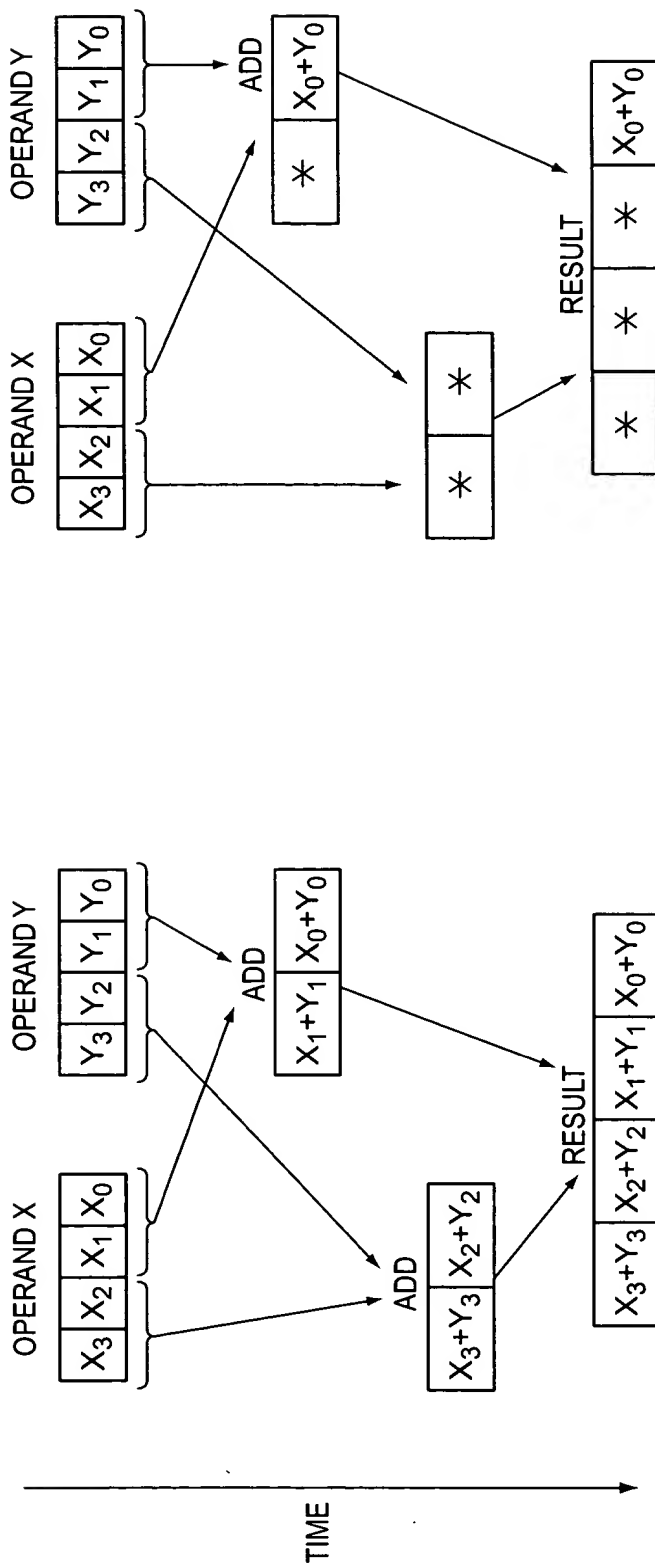 TIME
OPERAND X
X3 X2 X1 X0
OPERAND Y
Y3 Y2 Y1 Y0
ADD
X1+Y1 X0+Y0
ADD
X3+Y3 X2+Y2
RESULT
X3+Y3 X2+Y2 X1+Y1 X0+Y0
OPERAND X
X3 X2 X1 X0
OPERAND Y
Y3 Y2 Y1 Y0
ADD
* X0+Y0
* *
RESULT
* * * X0+Y0